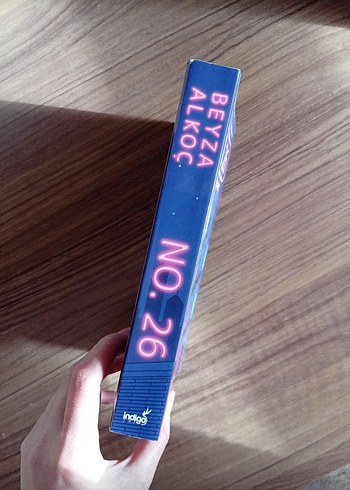 BEYZA
ALKOÇ
NO. 26
indigo